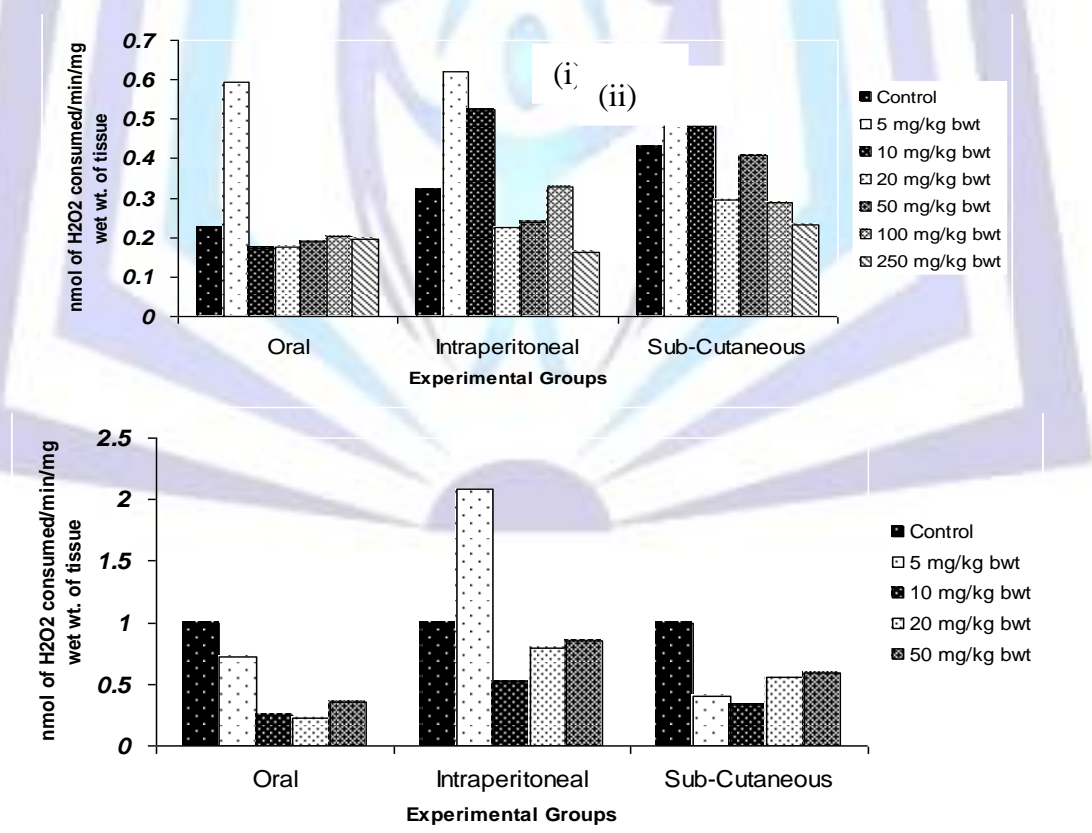 0.7
0.6
0.5
0.4
0.3
0.2
0.1
0
nmol of H2O2 consumed/min/mg
wet wt. of tissue
(i)
(ii)
Control
5 mg/kg bwt
10 mg/kg bwt
20 mg/kg bwt
50 mg/kg bwt
100 mg/kg bwt
250 mg/kg bwt
Oral Intraperitoneal Sub-Cutaneous
Experimental Groups
2.5
2
1.5
1
0.5
0
nmol of H2O2 consumed/min/mg
wet wt. of tissue
Control
5 mg/kg bwt
10 mg/kg bwt
20 mg/kg bwt
50 mg/kg bwt
Oral Intraperitoneal Sub-Cutaneous
Experimental Groups